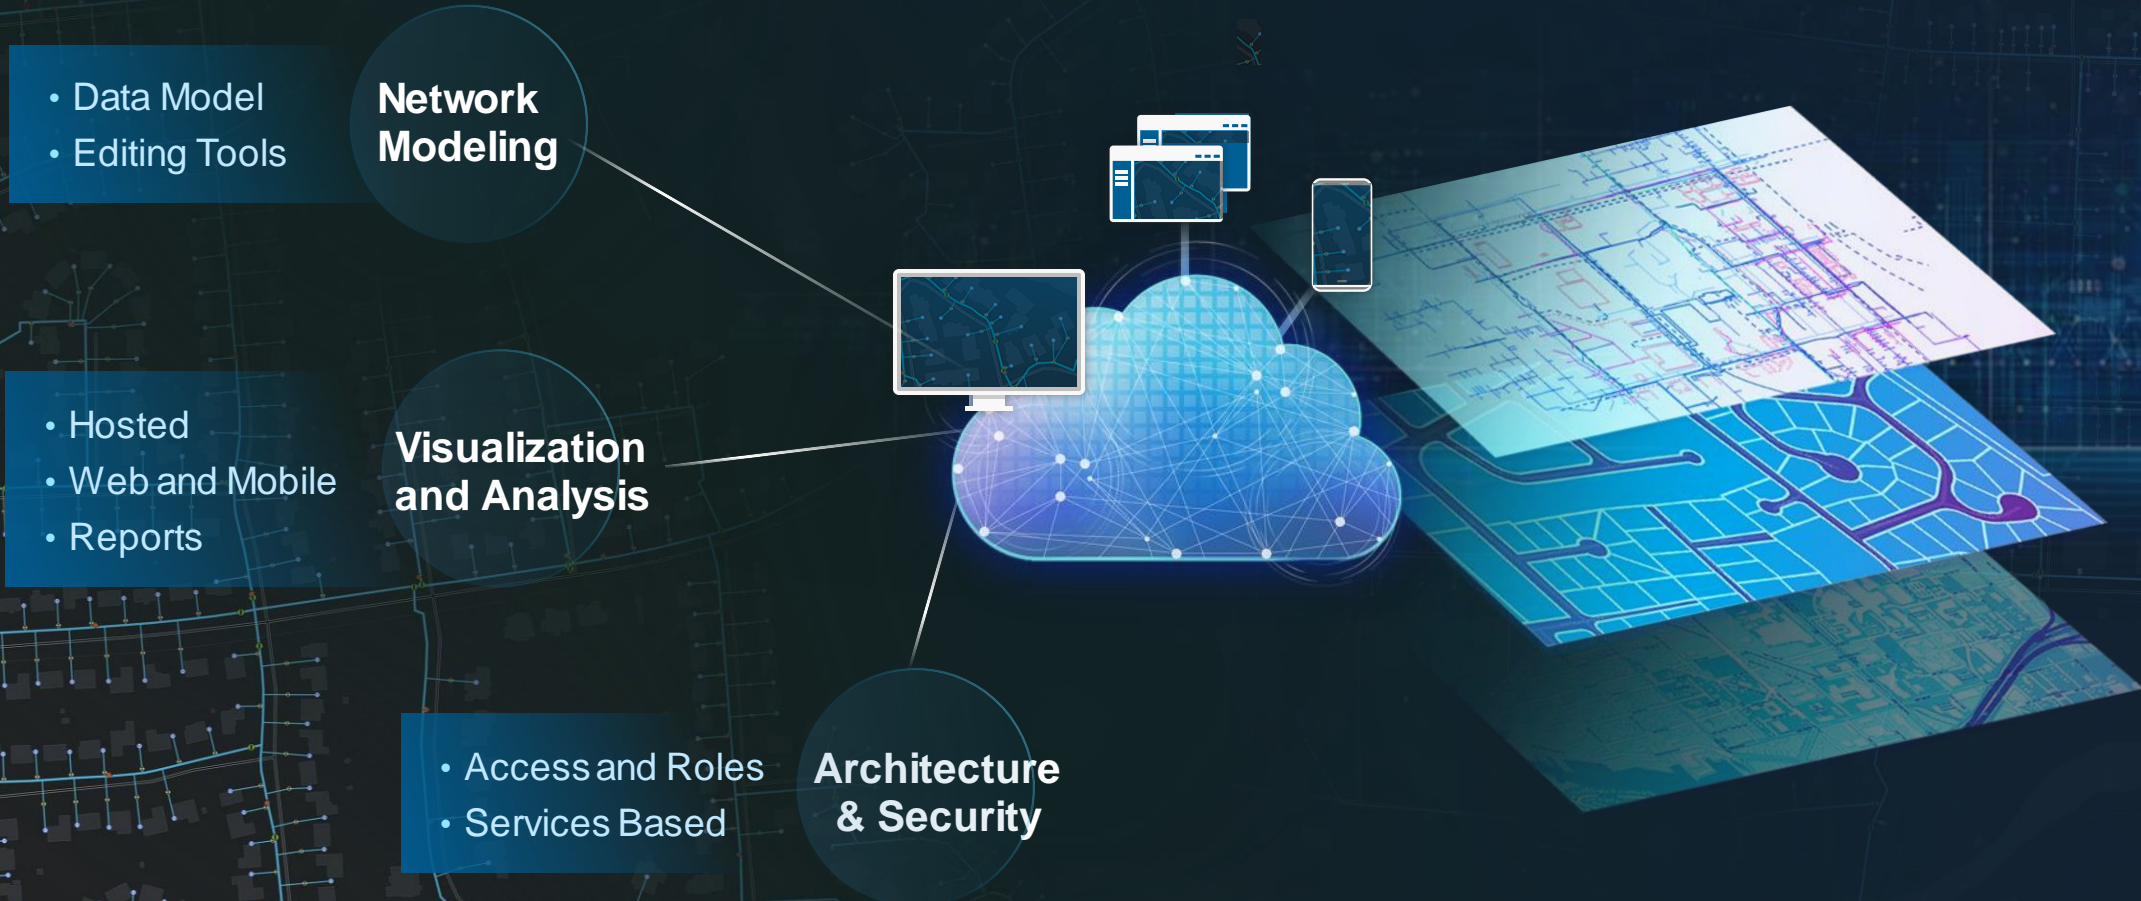 • Data Model
• Editing Tools
Network
Modeling
• Hosted
• Web and Mobile
• Reports
Visualization
and Analysis
• Access and Roles
• Services Based
Architecture
& Security